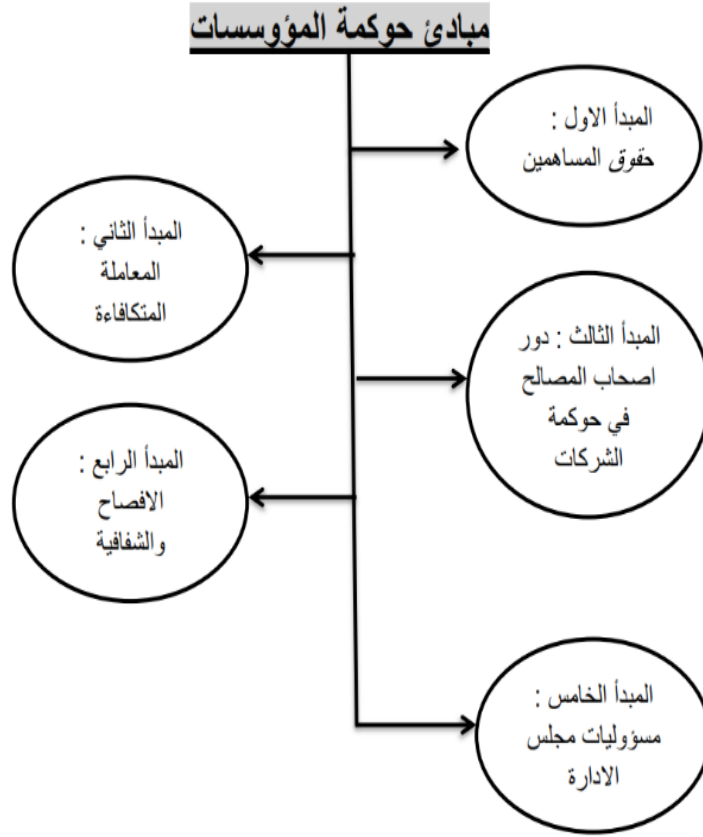 مبادئ حوكمة المؤوسسات
المبدأ الاول :
حقوق المساهمين
المبدأ الثاني :
المعاملة
المتكافاءة
المبدأ الثالث : دور
اصحاب المصالح
في حوكمة
الشركات
المبدأ الرابع :
الافصاح
والشفافية
المبدأ الخامس :
مسؤوليات مجلس
الادارة